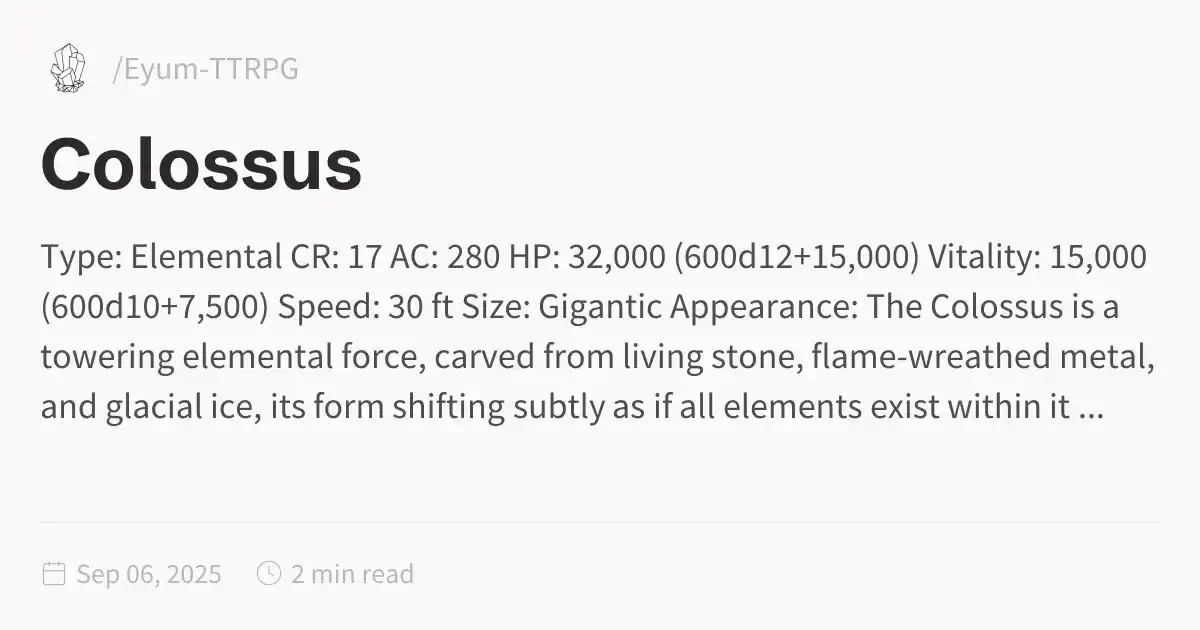 /Eyum-TTRPG
Colossus
Type: Elemental CR: 17 AC: 280 HP: 32,000 (600d12+15,000) Vitality: 15,000
(600d10+7,500) Speed: 30 ft Size: Gigantic Appearance: The Colossus is a
towering elemental force, carved from living stone, flame-wreathed metal,
and glacial ice, its form shifting subtly as if all elements exist within it ...
Sep 06, 2025 2 min read